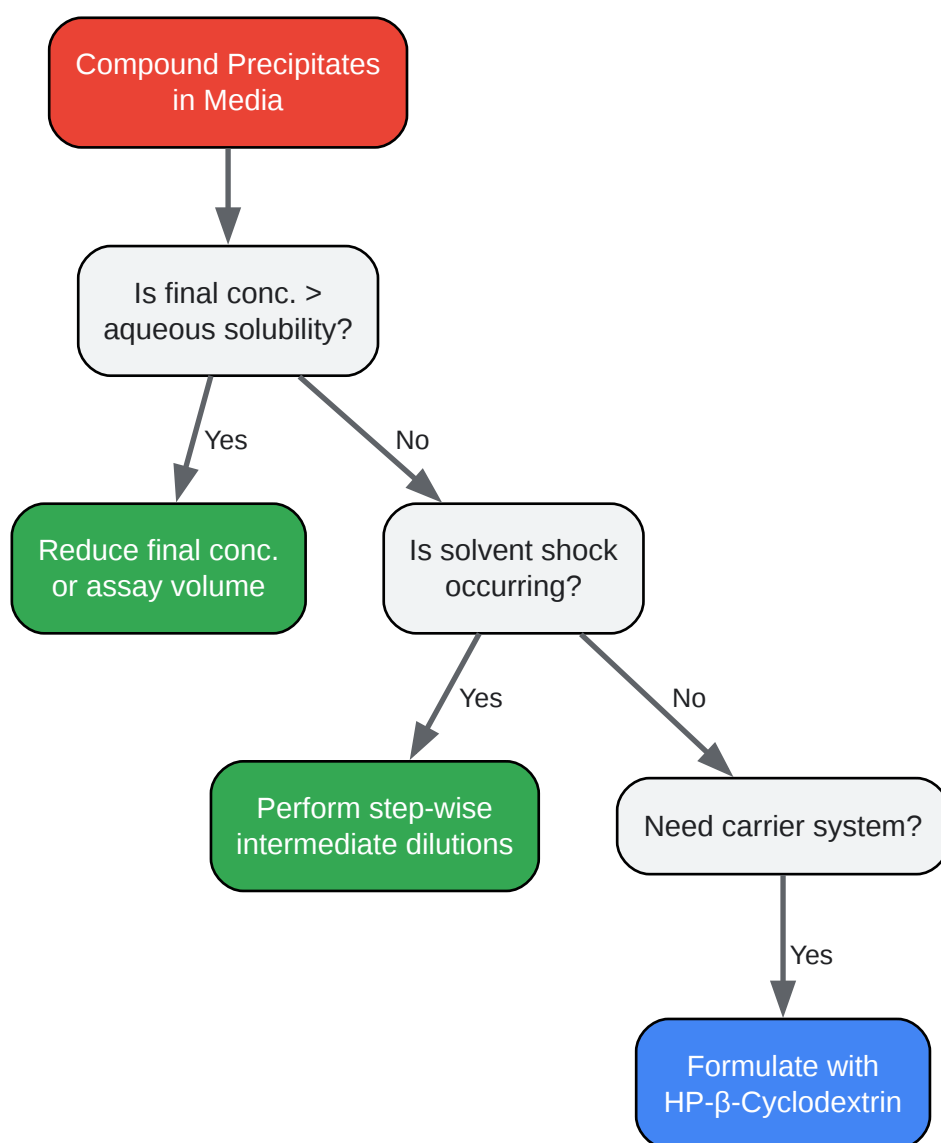 Compound Precipitates
in Media
Is final conc. >
aqueous solubility?
Yes
No
Reduce final conc.
or assay volume
Is solvent shock
occurring?
Yes
No
Perform step-wise
intermediate dilutions
Need carrier system?
Yes
Formulate with
HP-β-Cyclodextrin